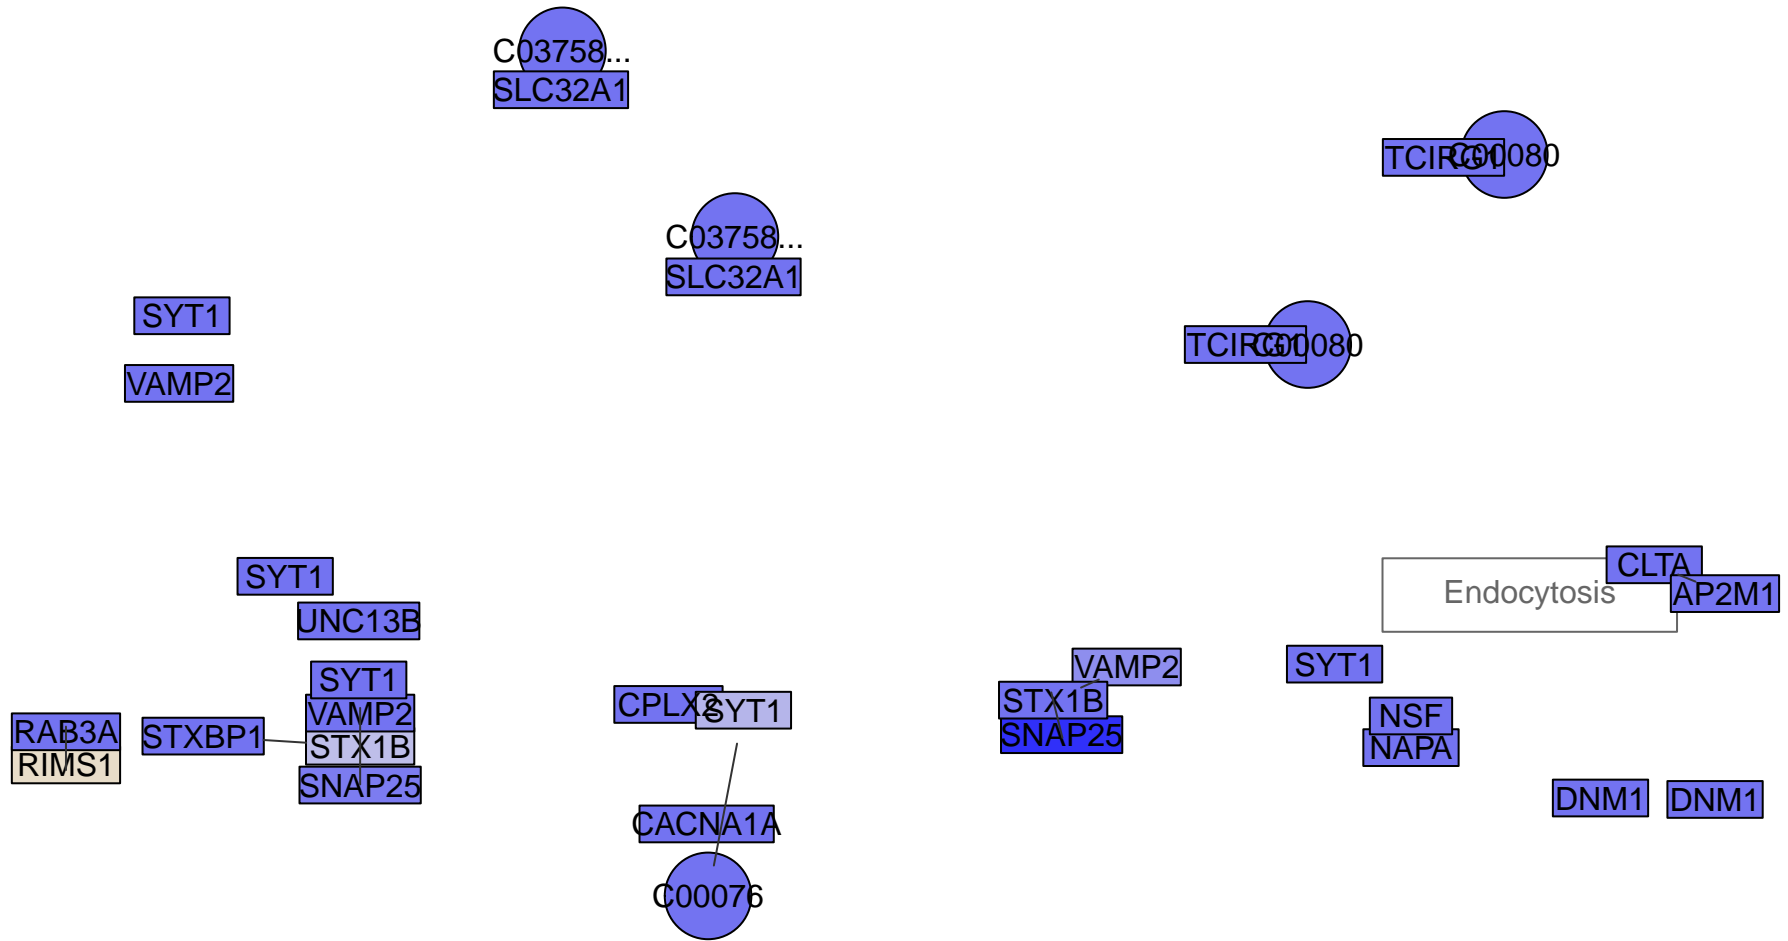 C03758...
SLC32A1
TCIRG1
C00080
C03758...
SLC32A1
SYT1
TCIRG1
C00080
VAMP2
SYT1
UNC13B
CLTA
Endocytosis
AP2M1
SYT1
VAMP2
SYT1
VAMP2
STX1B
SNAP25
RAB3A
RIMS1
STXBP1
CPLX2
SYT1
STX1B
SNAP25
NSF
NAPA
CACNA1A
C00076
DNM1
DNM1